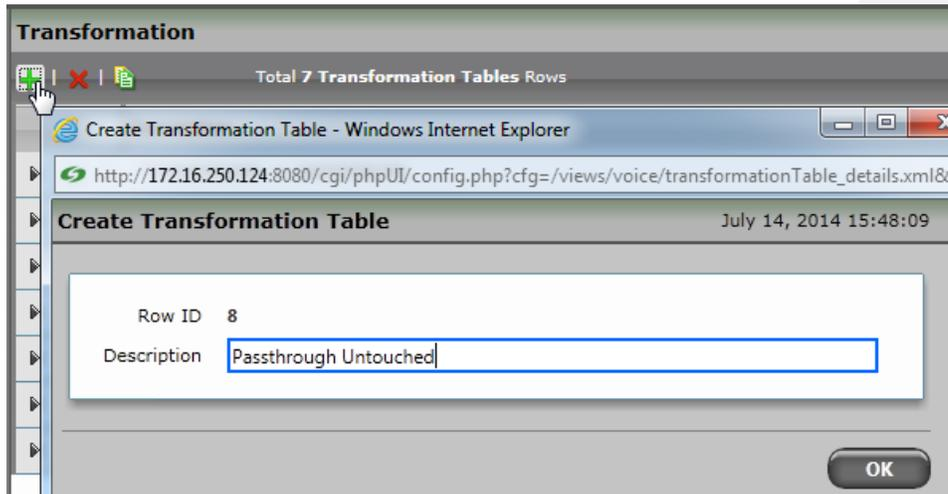 Transformation
Total 7 Transformation Tables Rows
Create Transformation Table - Windows Internet Explorer
http://172.16.250.124:8080/cgi/phpUI/config.php?cfg=/views/voice/transformationTable_details.xml&
Create Transformation Table July 14, 2014 15:48:09
Row ID 8
Description Passthrough Untouched
OK